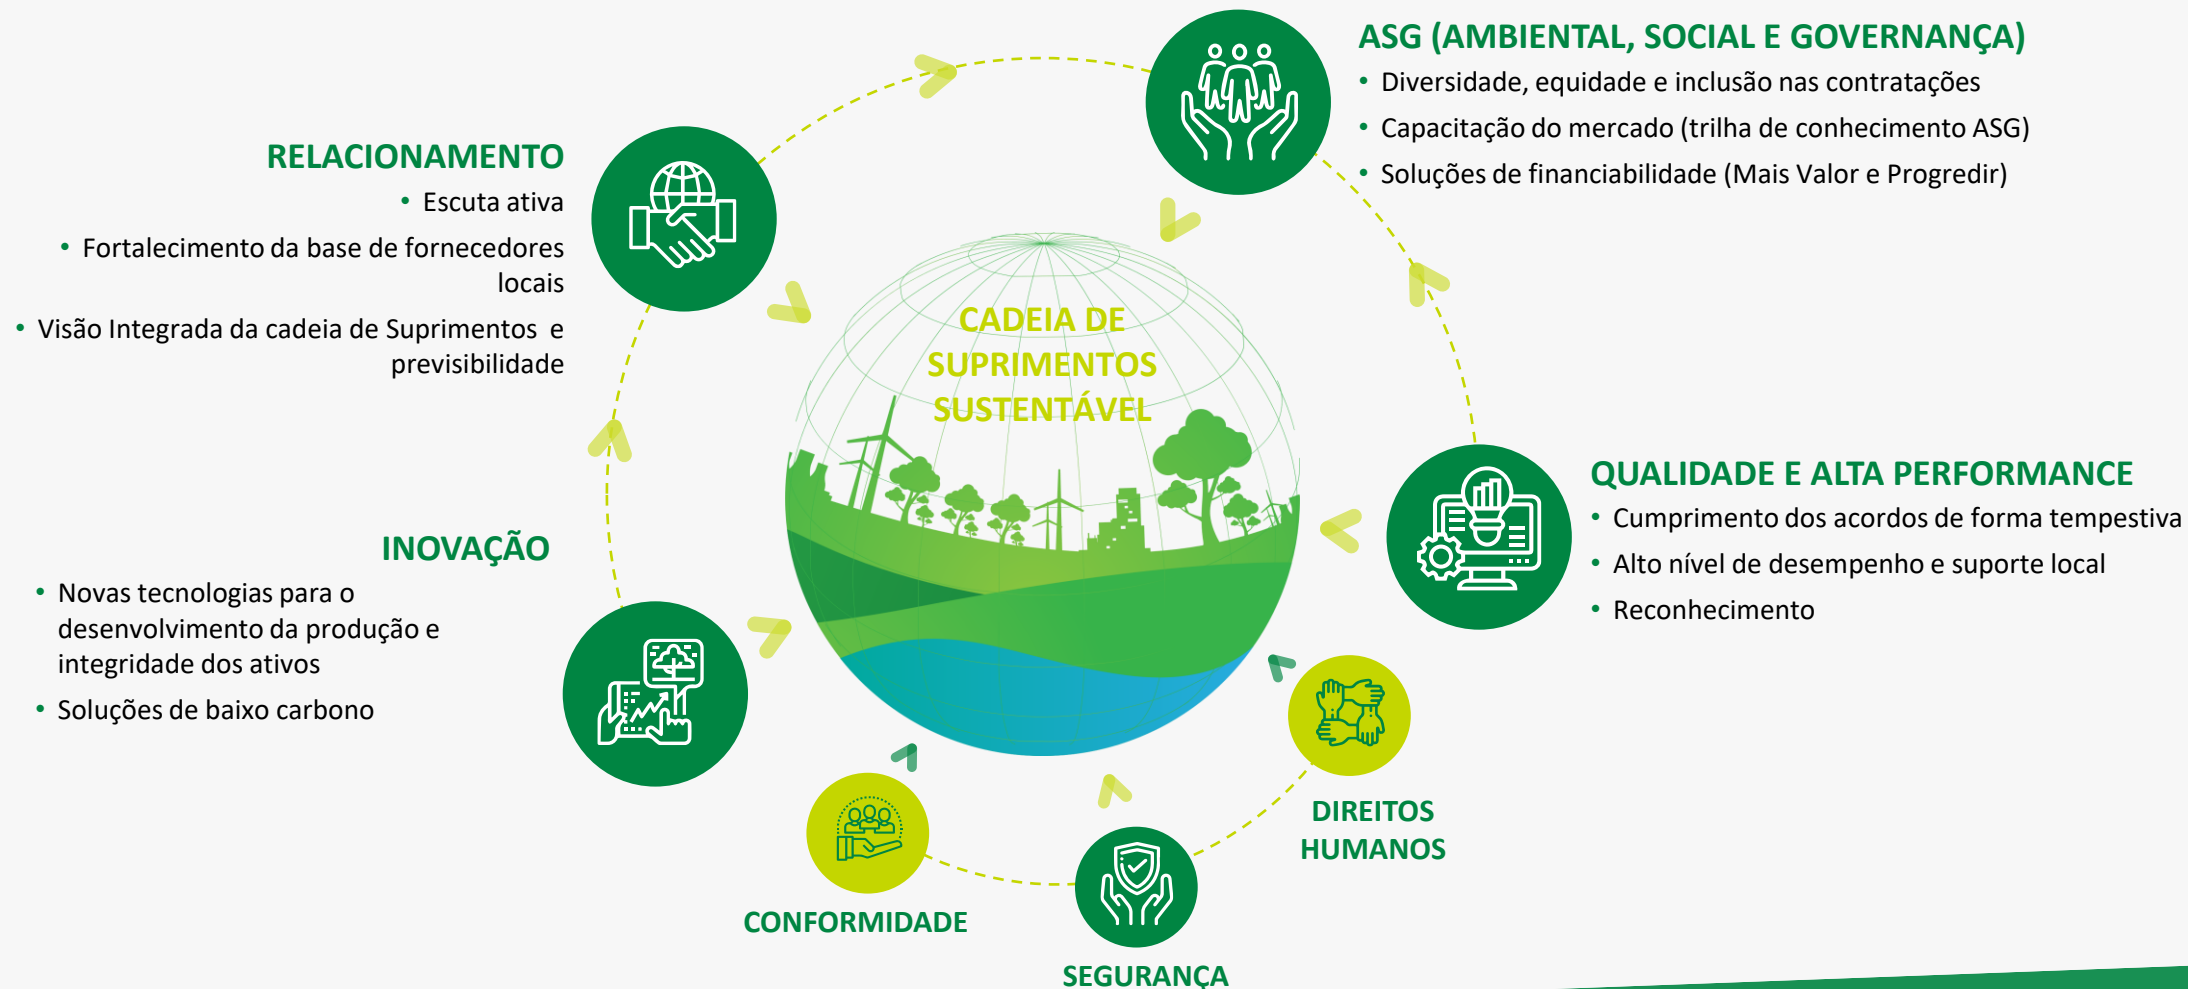 RELACIONAMENTO
• Escuta ativa
• Fortalecimento da base de fornecedores
locais
• Visão Integrada da cadeia de Suprimentos e
previsibilidade
INOVAÇÃO
• Novas tecnologias para o
desenvolvimento da produção e
integridade dos ativos
• Soluções de baixo carbono
CADEIA DE
SUPRIMENTOS
SUSTENTÁVEL
ASG (AMBIENTAL, SOCIAL E GOVERNANÇA)
• Diversidade, equidade e inclusão nas contratações
• Capacitação do mercado (trilha de conhecimento ASG)
• Soluções de financiabilidade (Mais Valor e Progredir)
QUALIDADE E ALTA PERFORMANCE
• Cumprimento dos acordos de forma tempestiva
• Alto nível de desempenho e suporte local
• Reconhecimento
CONFORMIDADE
SEGURANÇA
DIREITOS
HUMANOS